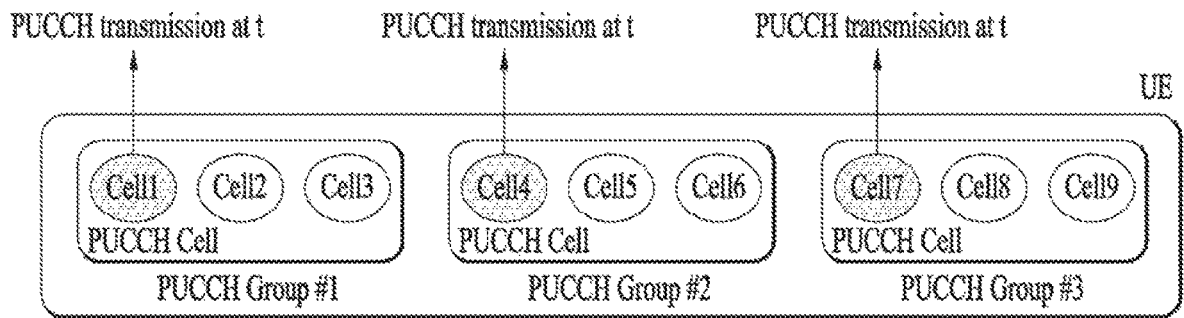 PUCCH transmission at t PUCCH transmission at t PUCCH transmission at t
UE
Cell1 Cell2 Cell3 Cell4 Cell5 Cell6 Cell7 Cell8 Cell9
PUCCH Cell PUCCH Cell PUCCH Cell
PUCCH Group #1 PUCCH Group #2 PUCCH Group #3